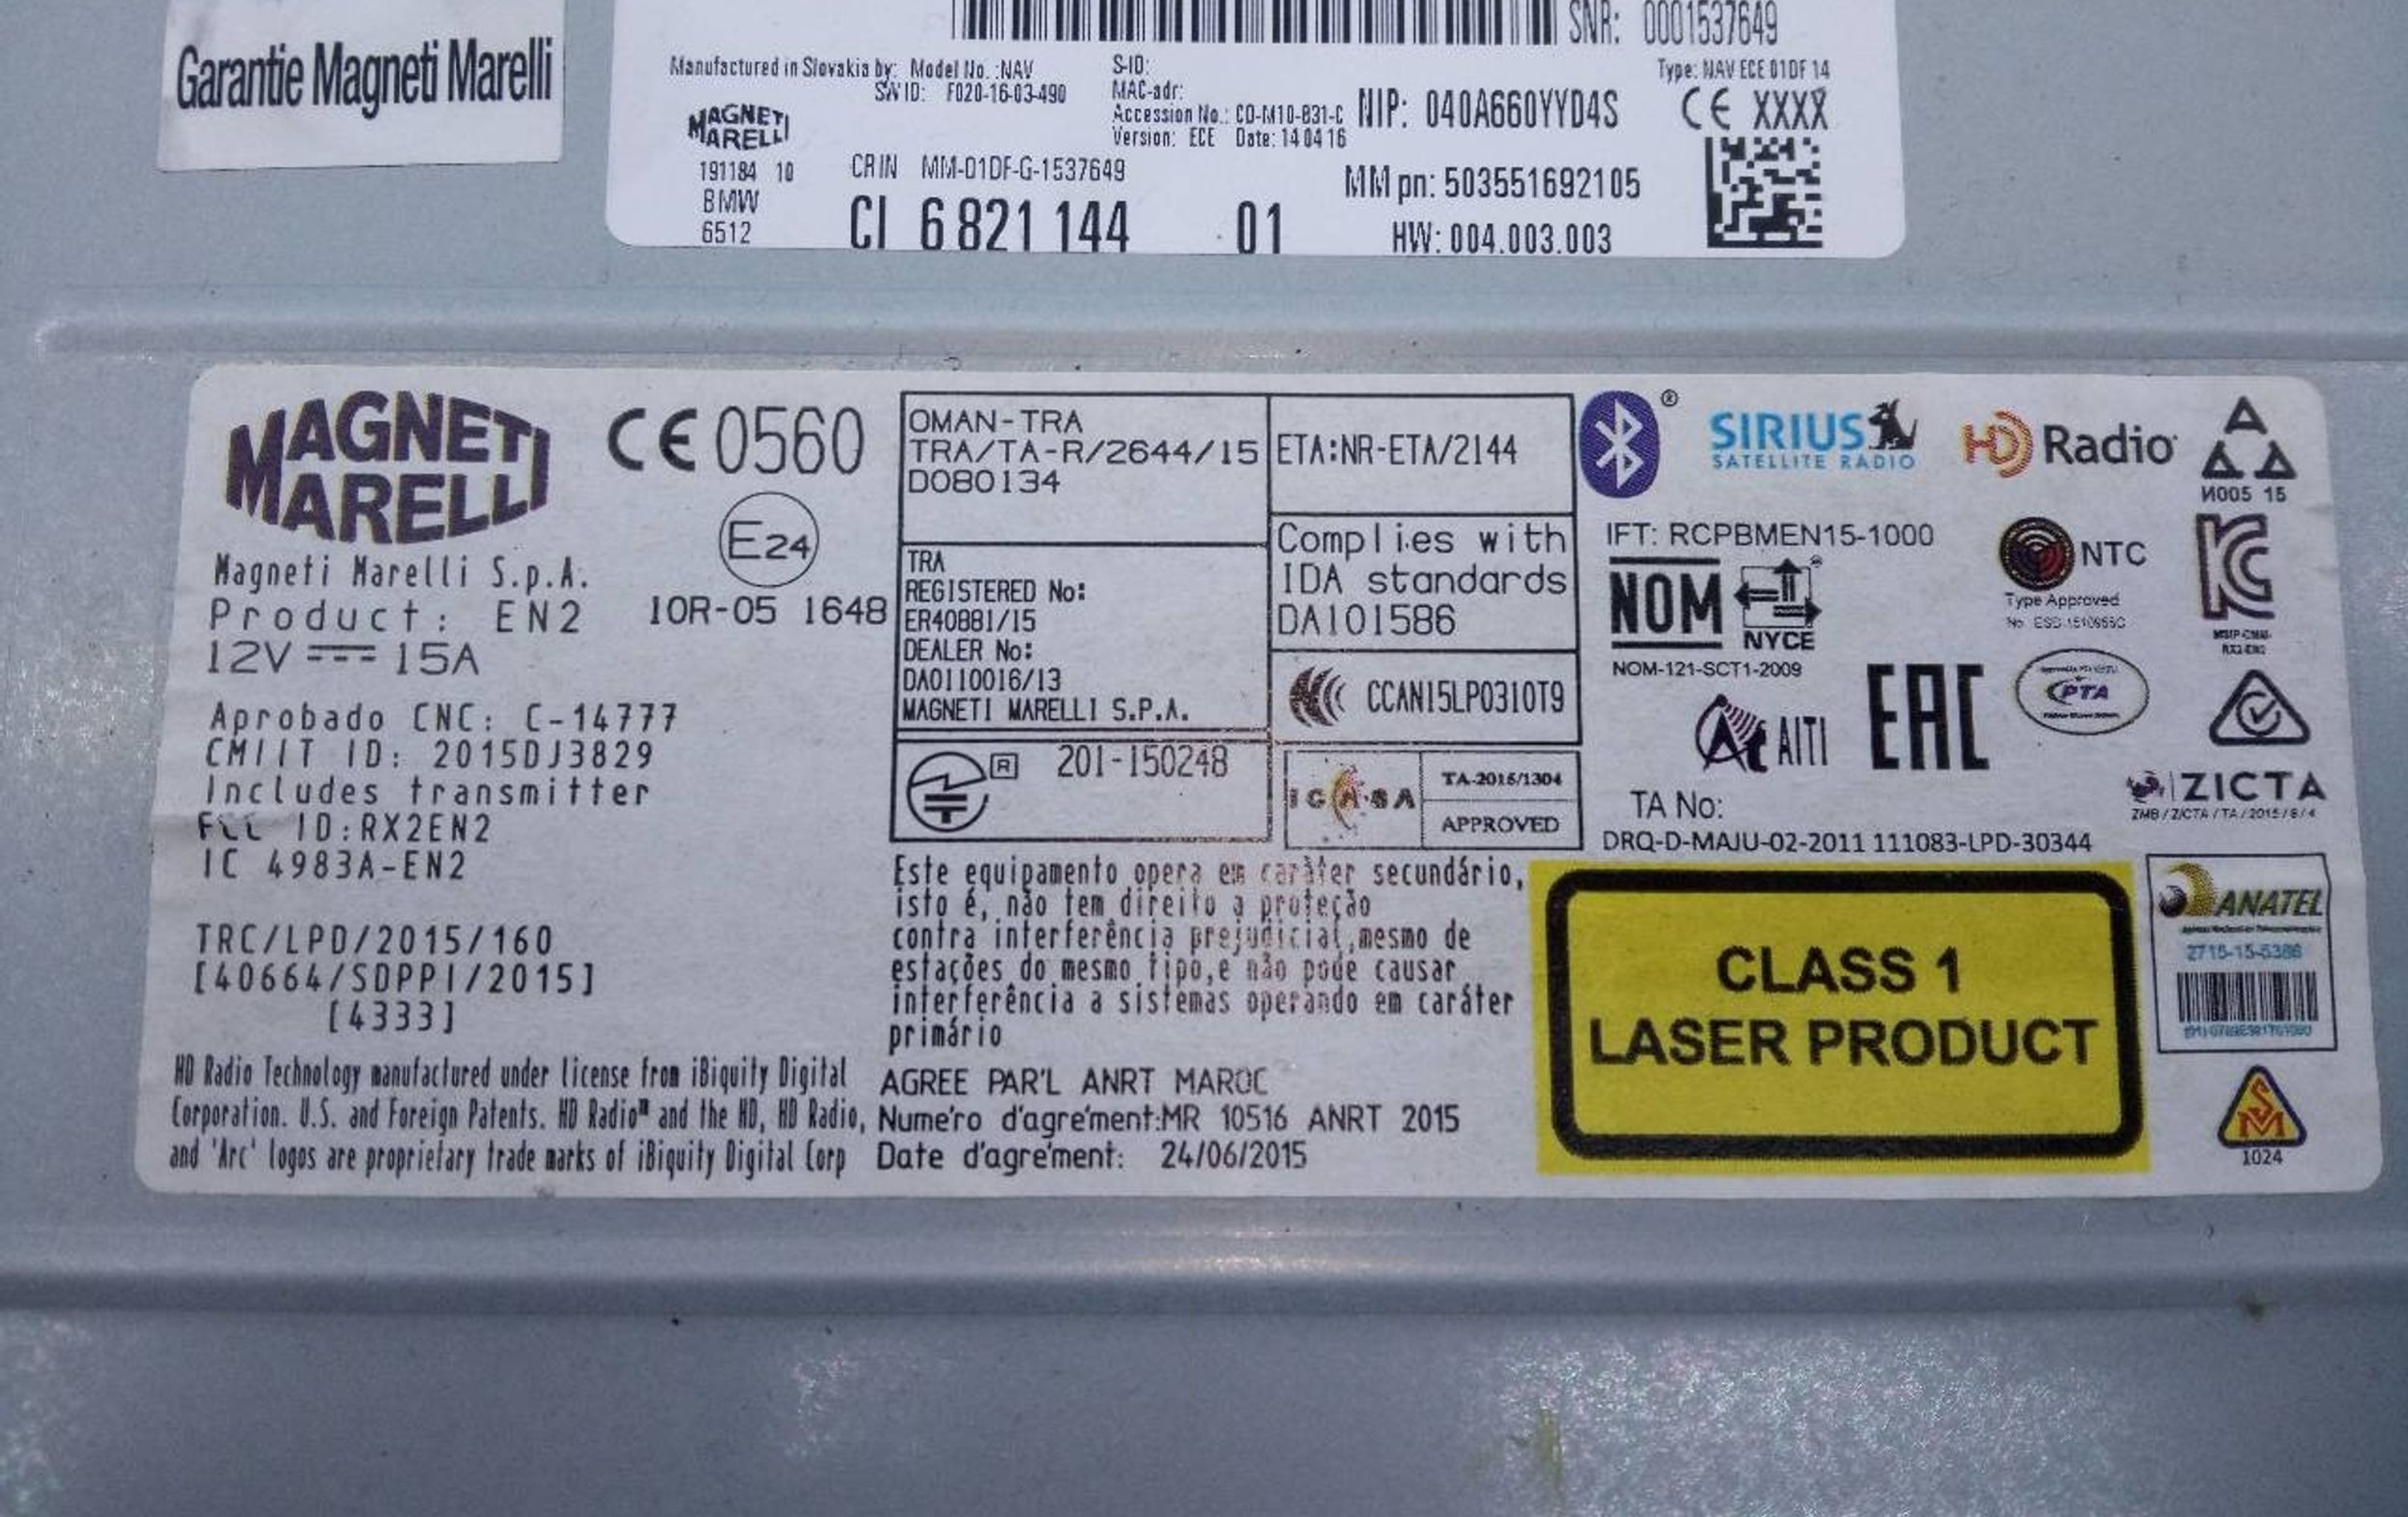 Garantie Magneti Marelli
SNR: 0001537649
Manufactured in Slovakia by: Model No. :NAV
SW ID: F020-16-03-490
S-ID:
MAC-adr:
Accession No.: CD-M10-B31-C
Version: ECE Date: 14 04 16
NIP: 040A660YYD4S
Type: NAV ECE 01DF 14
CE XXXX
MAGNETI
MARELLI
191184 10
BMW
6512
CRIN MM-01DF-G-1537649
CI 6 821 144 01
MM pn: 503551692105
HW: 004.003.003
MAGNETI
MARELLI
Magneti Marelli S.p.A.
Product: EN2
12V 15A
CE 0560
E24
10R-05 1648
Aprobado CNC: C-14777
CMIIT ID: 2015DJ3829
Includes transmitter
FCC ID:RX2EN2
IC 4983A-EN2
TRC/LPD/2015/160
[40664/SDPPI/2015]
[4333]
HD Radio Technology manufactured under license from iBiquity Digital
Corporation. U.S. and Foreign Patents. HD Radio™ and the HD, HD Radio,
and 'Arc' logos are proprietary trade marks of iBiquity Digital Corp
OMAN-TRA
TRA/TA-R/2644/15
D080134
TRA
REGISTERED No:
ER40881/15
DEALER No:
DA0110016/13
MAGNETI MARELLI S.P.A.
R 201-150248
ETA:NR-ETA/2144
Complies with
IDA standards
DA101586
CCAN15LP0310T9
ICASA
TA-2015/1304
APPROVED
Este equipamento opera em caráter secundário,
isto é, não tem direito a proteção
contra interferência prejudicial,mesmo de
estações do mesmo tipo,e não pode causar
interferência a sistemas operando em caráter
primário
AGREE PAR'L ANRT MAROC
Nume'ro d'agre'ment:MR 10516 ANRT 2015
Date d'agre'ment: 24/06/2015
®
SIRIUS
SATELLITE RADIO
HD Radio
И005 15
IFT: RCPBMEN15-1000
NOM
NYCE
NOM-121-SCT1-2009
NTC
Type Approved
KC
AITI
EAC
PTA
ZICTA
ZMB / ZICTA / TA / 2015 / 8 / 4
TA No:
DRQ-D-MAJU-02-2011 111083-LPD-30344
CLASS 1
LASER PRODUCT
ANATEL
2715-15-5386
SM
1024